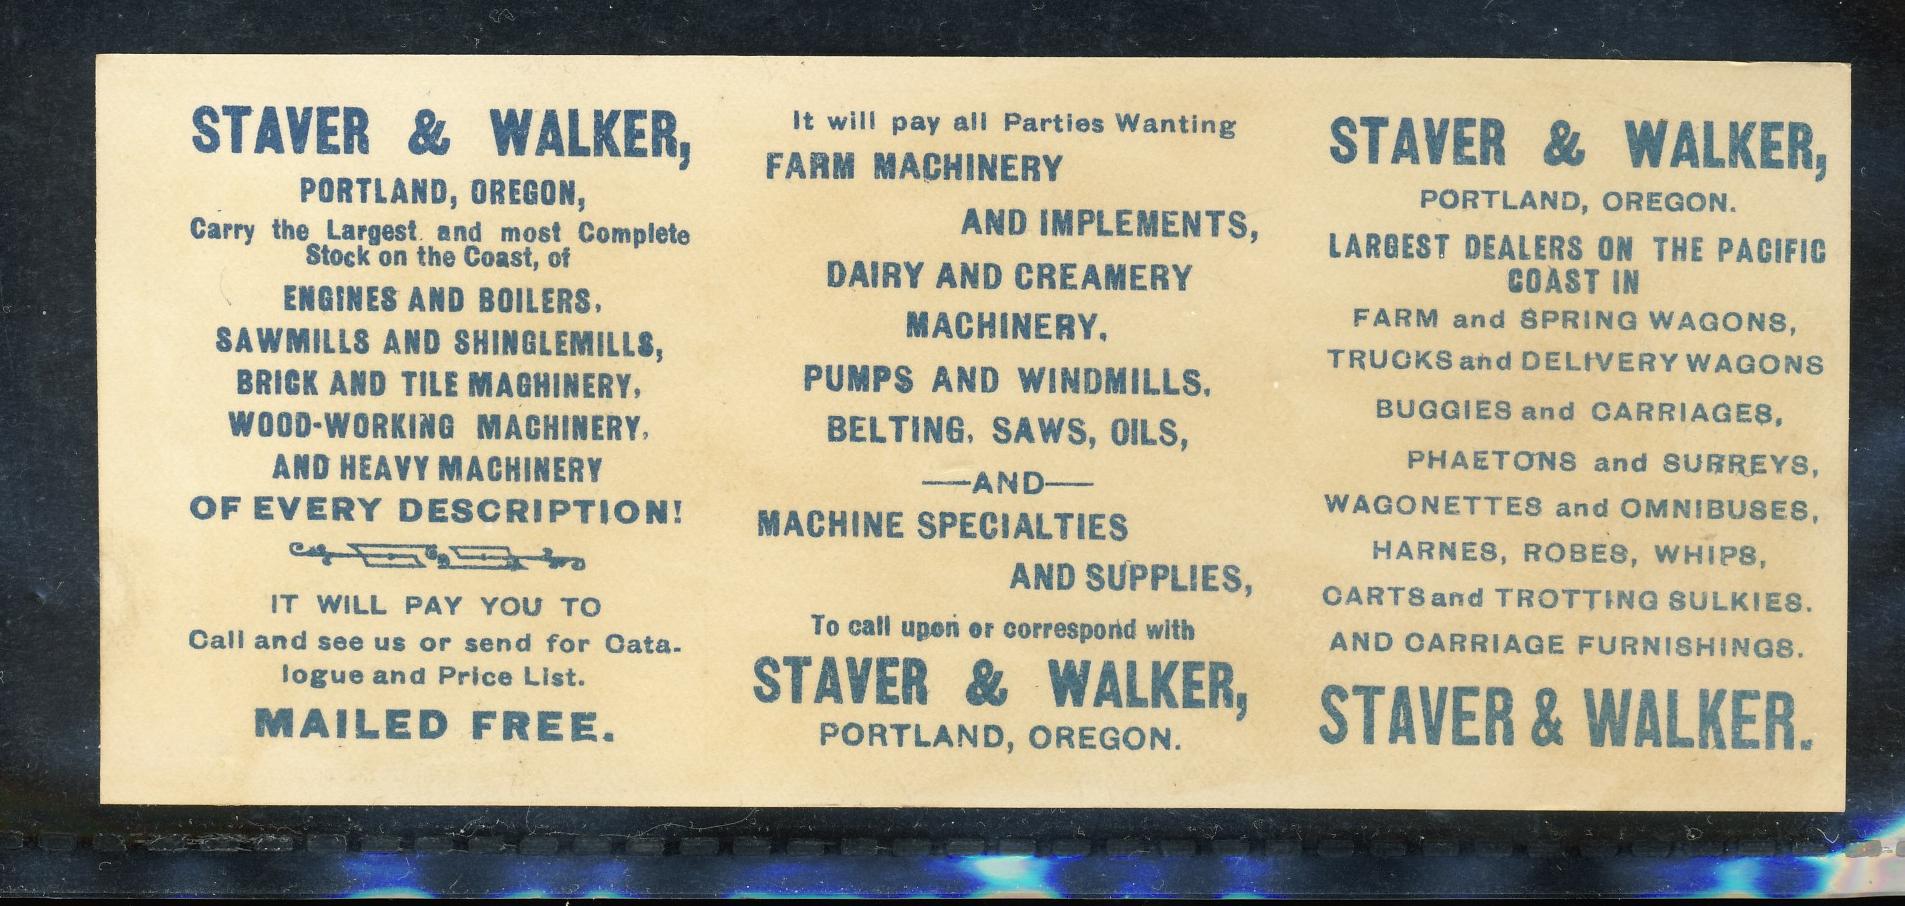 STAVER & WALKER,
PORTLAND, OREGON,
Carry the Largest and most Complete
Stock on the Coast, of
ENGINES AND BOILERS,
SAWMILLS AND SHINGLEMILLS,
BRICK AND TILE MACHINERY,
WOOD-WORKING MACHINERY,
AND HEAVY MACHINERY
OF EVERY DESCRIPTION!
IT WILL PAY YOU TO
Call and see us or send for Cata-
logue and Price List.
MAILED FREE.
It will pay all Parties Wanting
FARM MACHINERY
AND IMPLEMENTS,
DAIRY AND CREAMERY
MACHINERY,
PUMPS AND WINDMILLS,
BELTING, SAWS, OILS,
—AND—
MACHINE SPECIALTIES
AND SUPPLIES,
To call upon or correspond with
STAVER & WALKER,
PORTLAND, OREGON.
STAVER & WALKER,
PORTLAND, OREGON.
LARGEST DEALERS ON THE PACIFIC
COAST IN
FARM and SPRING WAGONS,
TRUCKS and DELIVERY WAGONS
BUGGIES and CARRIAGES,
PHAETONS and SURREYS,
WAGONETTES and OMNIBUSES,
HARNES, ROBES, WHIPS,
CARTS and TROTTING SULKIES.
AND CARRIAGE FURNISHINGS.
STAVER & WALKER.